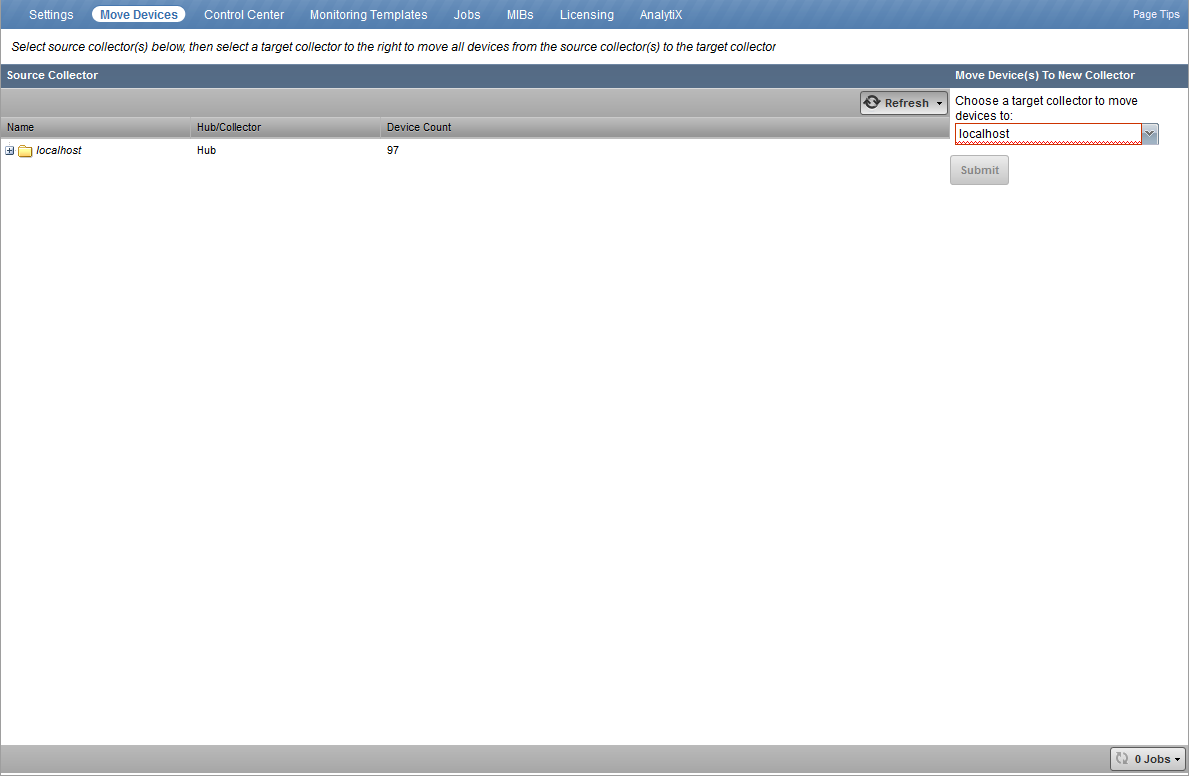 Settings Move Devices Control Center Monitoring Templates Jobs MIBs Licensing AnalytiX Page Tips
Select source collector(s) below, then select a target collector to the right to move all devices from the source collector(s) to the target collector
Source Collector
Refresh
Name Hub/Collector Device Count
localhost Hub 97
Move Device(s) To New Collector
Choose a target collector to move
devices to:
localhost
Submit
0 Jobs